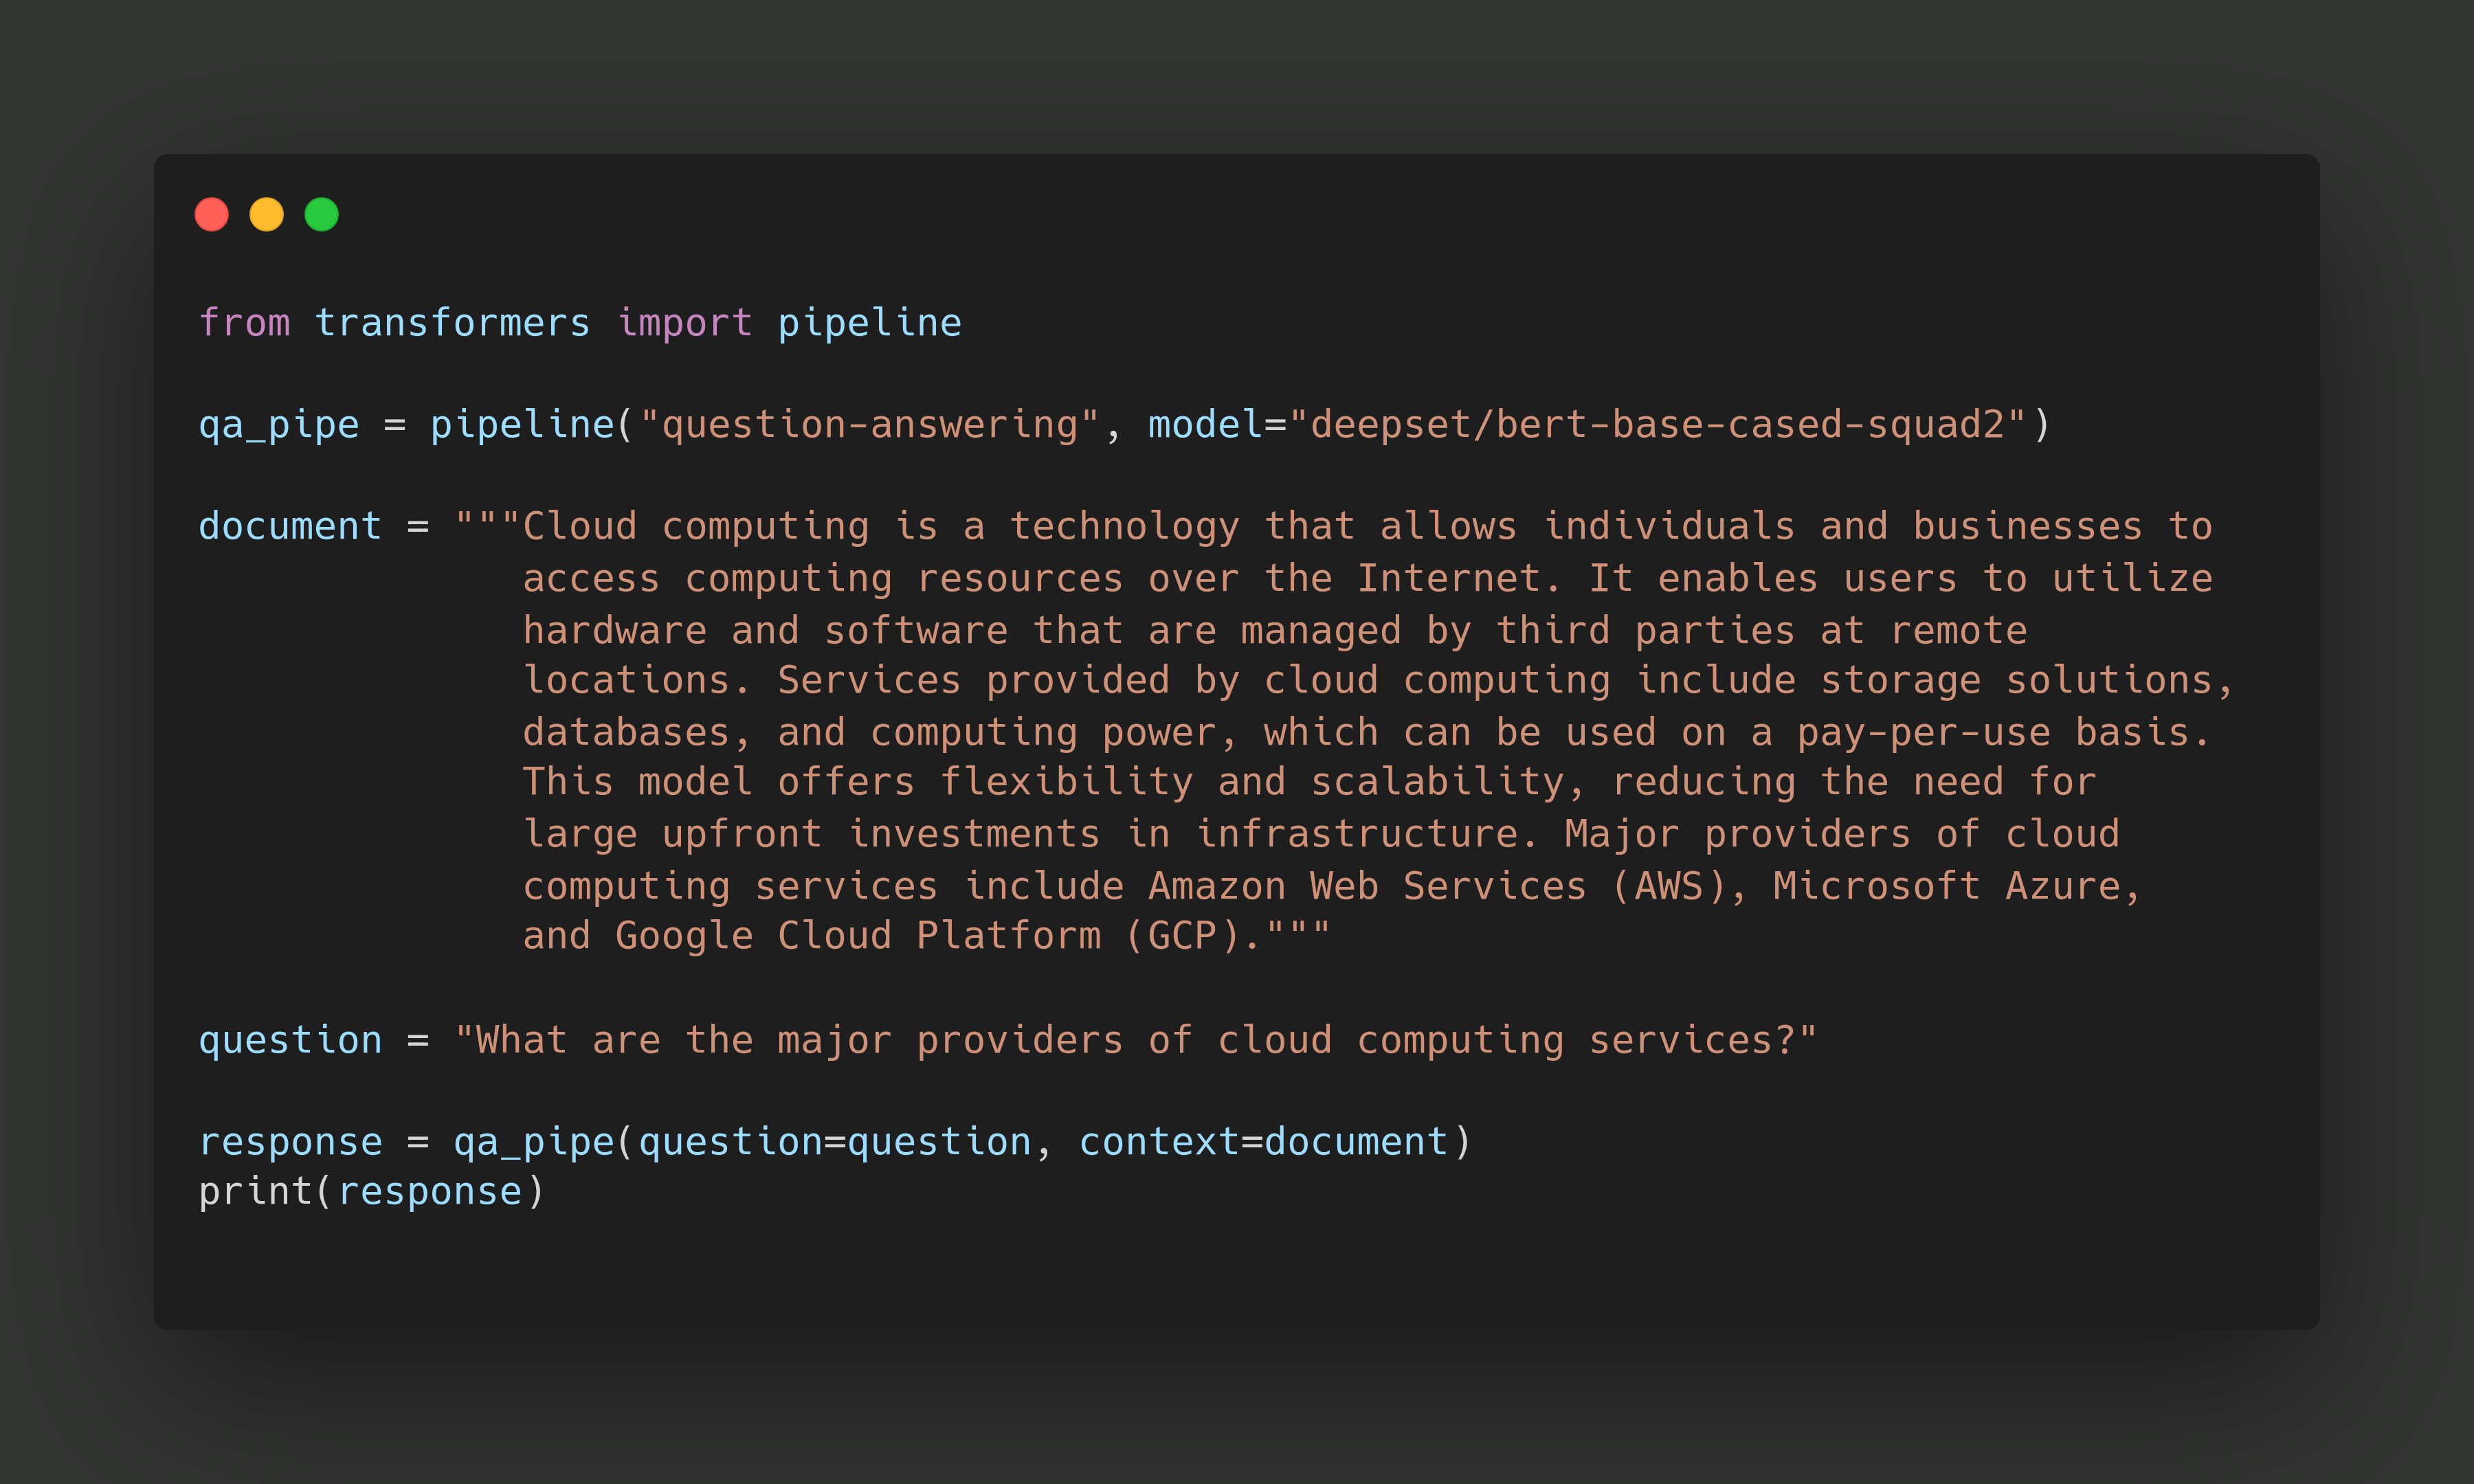 from transformers import pipeline
qa_pipe = pipeline("question-answering", model="deepset/bert-base-cased-squad2")
document = """Cloud computing is a technology that allows individuals and businesses to
access computing resources over the Internet. It enables users to utilize
hardware and software that are managed by third parties at remote
locations. Services provided by cloud computing include storage solutions,
databases, and computing power, which can be used on a pay-per-use basis.
This model offers flexibility and scalability, reducing the need for
large upfront investments in infrastructure. Major providers of cloud
computing services include Amazon Web Services (AWS), Microsoft Azure,
and Google Cloud Platform (GCP)."""
question = "What are the major providers of cloud computing services?"
response = qa_pipe(question=question, context=document)
print(response)